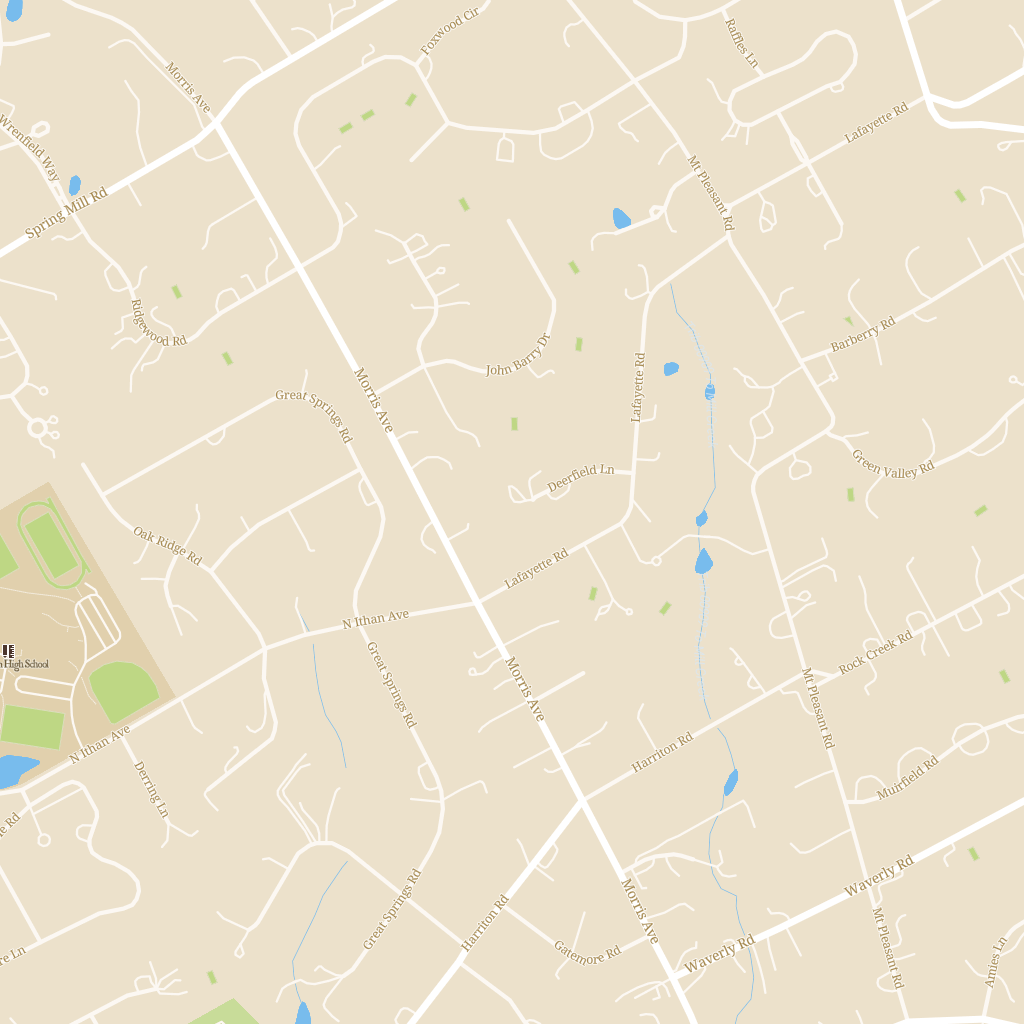 Foxwood Cir
Raffles Ln
Morris Ave
Lafayette Rd
Wrenfield Way
Mt Pleasant Rd
Spring Mill Rd
Ridgewood Rd
Barberry Rd
John Barry Dr
Lafayette Rd
Morris Ave
Great Springs Rd
Green Valley Rd
Deerfield Ln
Oak Ridge Rd
Lafayette Rd
N Ithan Ave
High School
Rock Creek Rd
Great Springs Rd
Morris Ave
Mt Pleasant Rd
N Ithan Ave
Harriton Rd
Derring Ln
Muirfield Rd
Rd
Waverly Rd
Great Springs Rd
Morris Ave
Harriton Rd
Mt Pleasant Rd
Gatemore Rd
Waverly Rd
Amies Ln
Ln